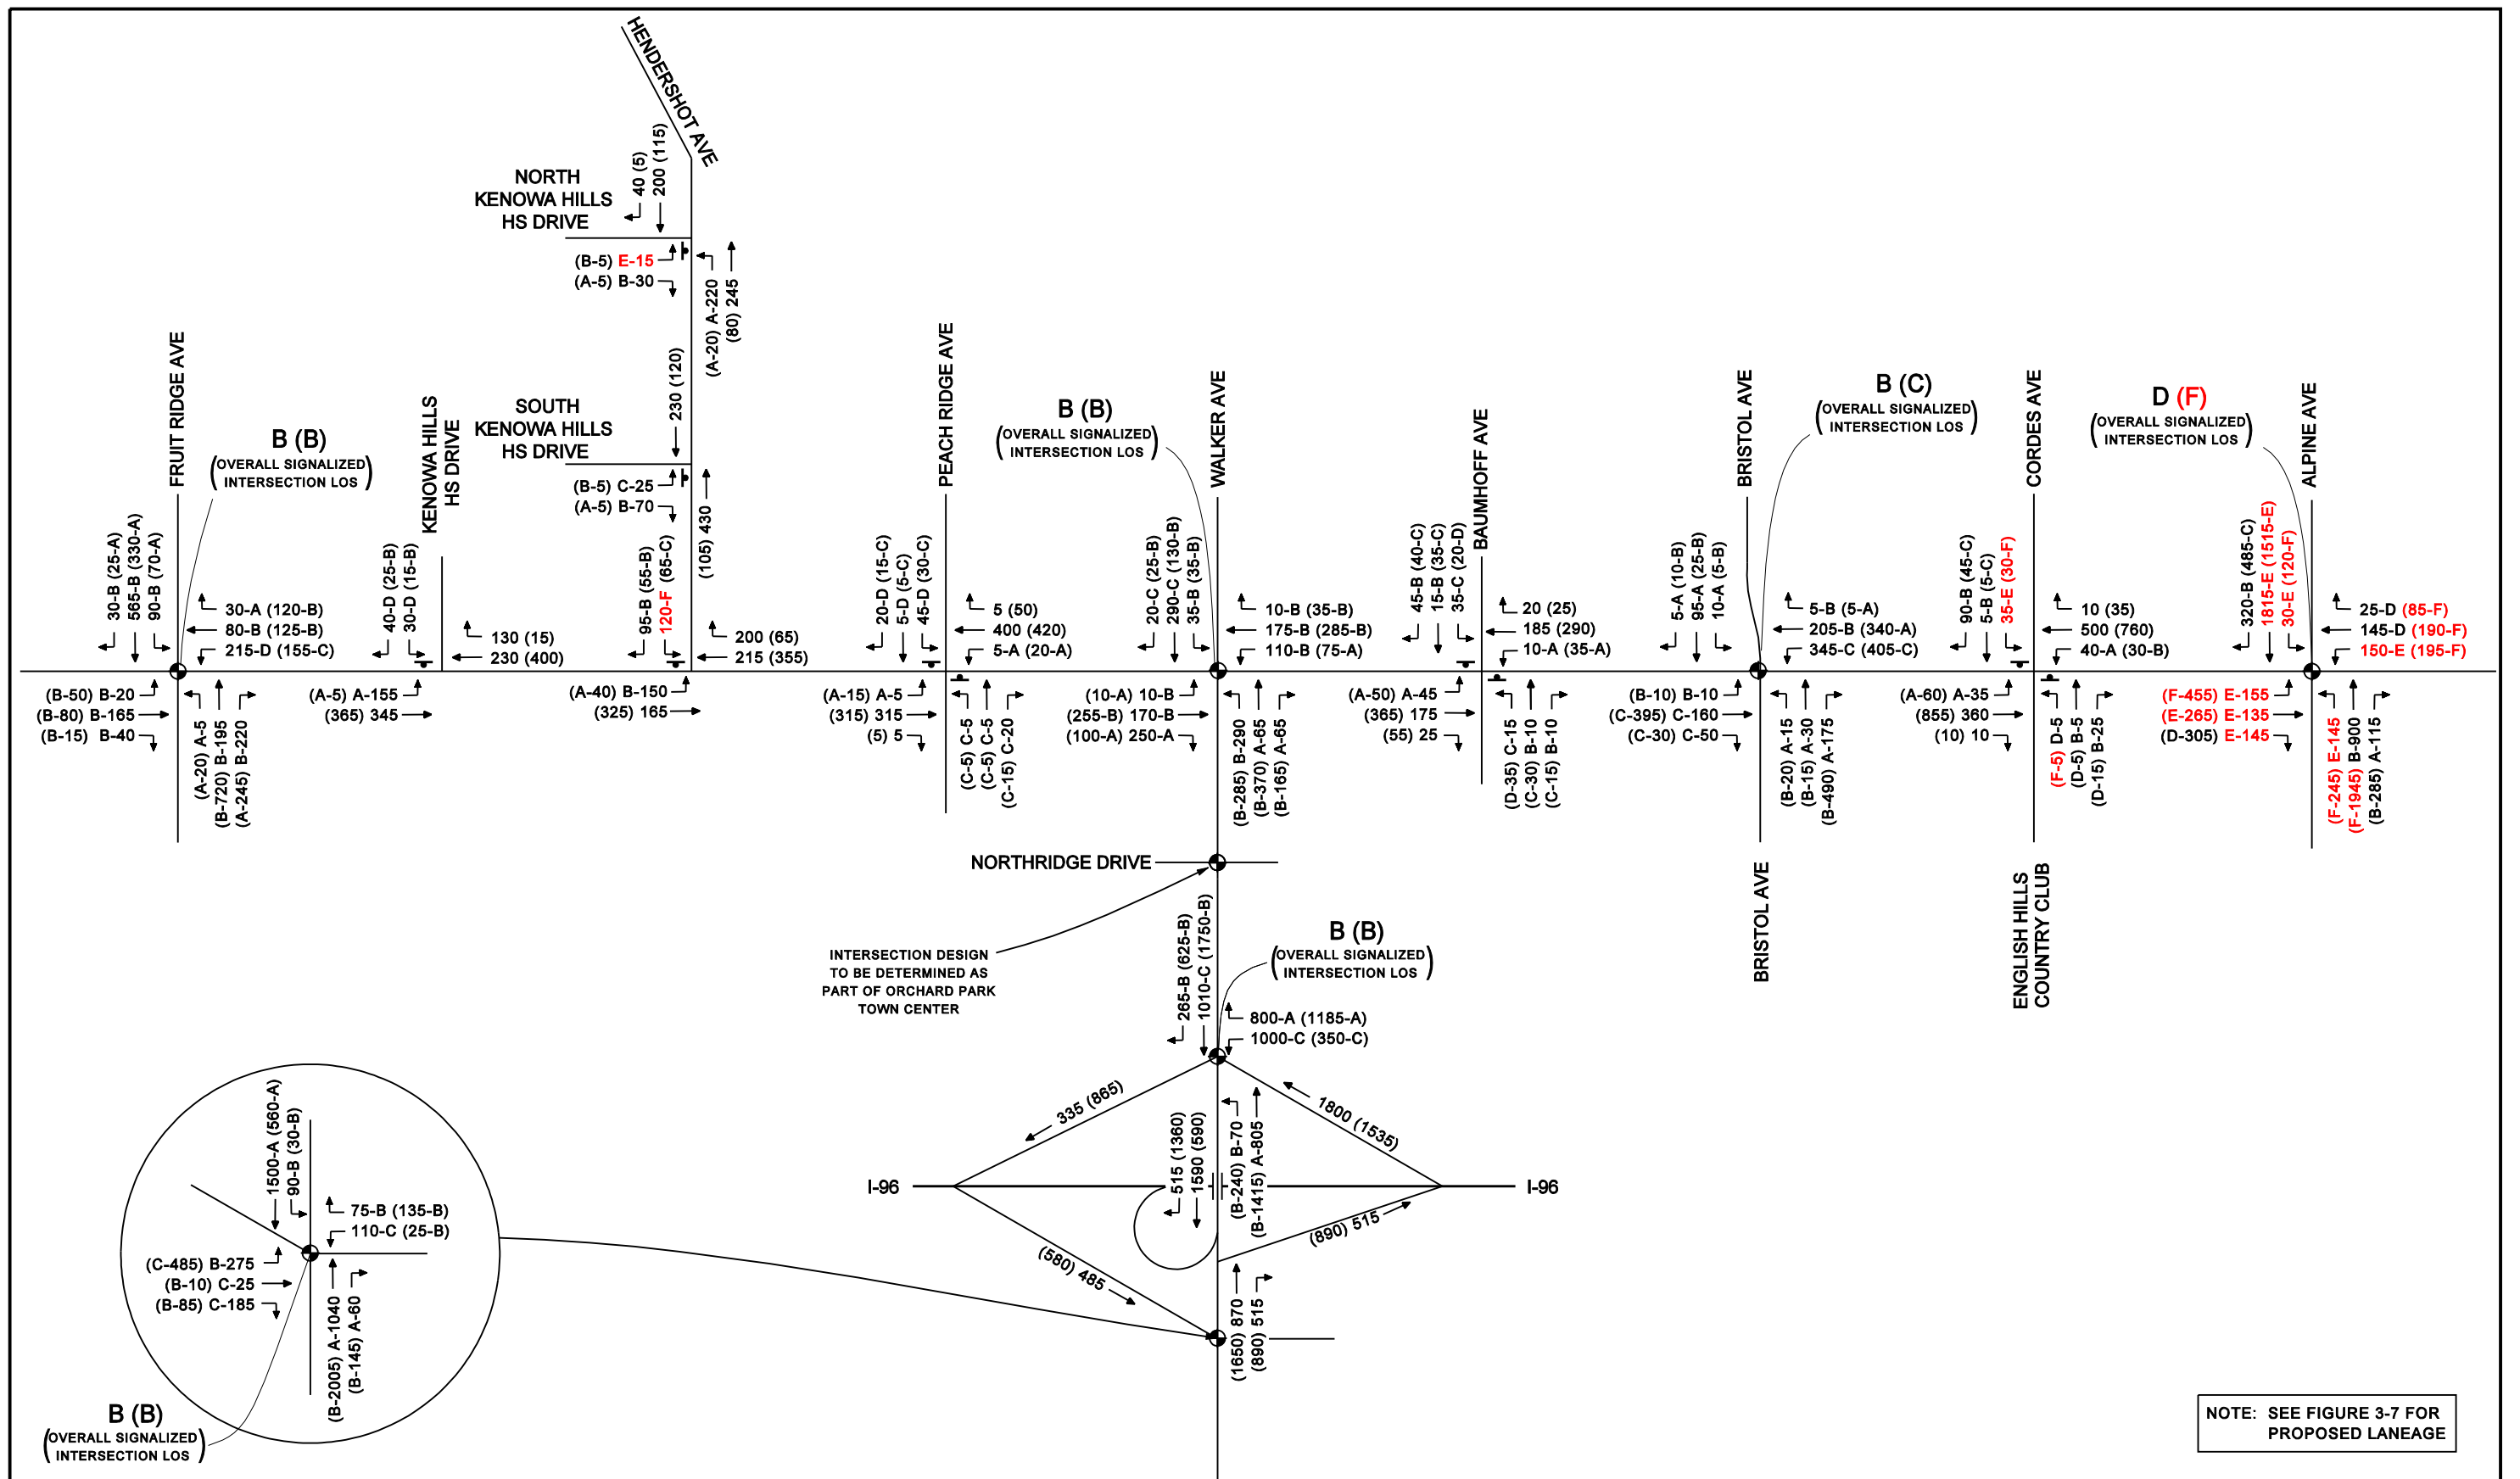 HENDERSHOT AVE
40 (5)
200 (115)
NORTH
KENOWA HILLS
HS DRIVE
(B-5) E-15
(A-5) B-30
(A-20) A-220
(80) 245
230 (120)
SOUTH
KENOWA HILLS
HS DRIVE
(B-5) C-25
(A-5) B-70
(105) 430
FRUIT RIDGE AVE
B (B)
(OVERALL SIGNALIZED
INTERSECTION LOS)
30-B (25-A)
565-B (330-A)
90-B (70-A)
30-A (120-B)
80-B (125-B)
215-D (155-C)
(B-50) B-20
(B-80) B-165
(B-15) B-40
(A-20) A-5
(B-720) B-195
(A-245) B-220
KENOWA HILLS
HS DRIVE
40-D (25-B)
30-D (15-B)
130 (15)
230 (400)
(A-5) A-155
(365) 345
95-B (55-B)
120-F (65-C)
200 (65)
215 (355)
(A-40) B-150
(325) 165
PEACH RIDGE AVE
20-D (15-C)
5-D (5-C)
45-D (30-C)
5 (50)
400 (420)
5-A (20-A)
(A-15) A-5
(315) 315
(5) 5
(C-5) C-5
(C-5) C-5
(C-15) C-20
B (B)
(OVERALL SIGNALIZED
INTERSECTION LOS)
WALKER AVE
20-C (25-B)
290-C (130-B)
35-B (35-B)
10-B (35-B)
175-B (285-B)
110-B (75-A)
(10-A) 10-B
(255-B) 170-B
(100-A) 250-A
(B-285) B-290
(B-370) A-65
(B-165) A-65
BAUMHOFF AVE
45-B (40-C)
15-B (35-C)
35-C (20-D)
20 (25)
185 (290)
10-A (35-A)
(A-50) A-45
(365) 175
(55) 25
(D-35) C-15
(C-30) B-10
(C-15) B-10
BRISTOL AVE
B (C)
(OVERALL SIGNALIZED
INTERSECTION LOS)
5-A (10-B)
95-A (25-B)
10-A (5-B)
5-B (5-A)
205-B (340-A)
345-C (405-C)
(B-10) B-10
(C-395) C-160
(C-30) C-50
(B-20) A-15
(B-15) A-30
(B-490) A-175
BRISTOL AVE
CORDES AVE
90-B (45-C)
5-B (5-C)
35-E (30-F)
10 (35)
500 (760)
40-A (30-B)
(A-60) A-35
(855) 360
(10) 10
(F-5) D-5
(D-5) B-5
(D-15) B-25
ENGLISH HILLS
COUNTRY CLUB
D (F)
(OVERALL SIGNALIZED
INTERSECTION LOS)
ALPINE AVE
320-B (485-C)
1815-E (1515-E)
30-E (120-F)
25-D (85-F)
145-D (190-F)
150-E (195-F)
(F-455) E-155
(E-265) E-135
(D-305) E-145
(F-245) E-145
(F-1945) B-900
(B-285) A-115
NORTHRIDGE DRIVE
INTERSECTION DESIGN
TO BE DETERMINED AS
PART OF ORCHARD PARK
TOWN CENTER
265-B (625-B)
1010-C (1750-B)
B (B)
(OVERALL SIGNALIZED
INTERSECTION LOS)
800-A (1185-A)
1000-C (350-C)
335 (865)
1800 (1535)
515 (1360)
1590 (590)
(B-240) B-70
(B-1415) A-805
I-96
I-96
(580) 485
(890) 515
(1650) 870
(890) 515
1500-A (560-A)
90-B (30-B)
75-B (135-B)
110-C (25-B)
(C-485) B-275
(B-10) C-25
(B-85) C-185
(B-2005) A-1040
(B-145) A-60
B (B)
(OVERALL SIGNALIZED
INTERSECTION LOS)
NOTE: SEE FIGURE 3-7 FOR
PROPOSED LANEAGE